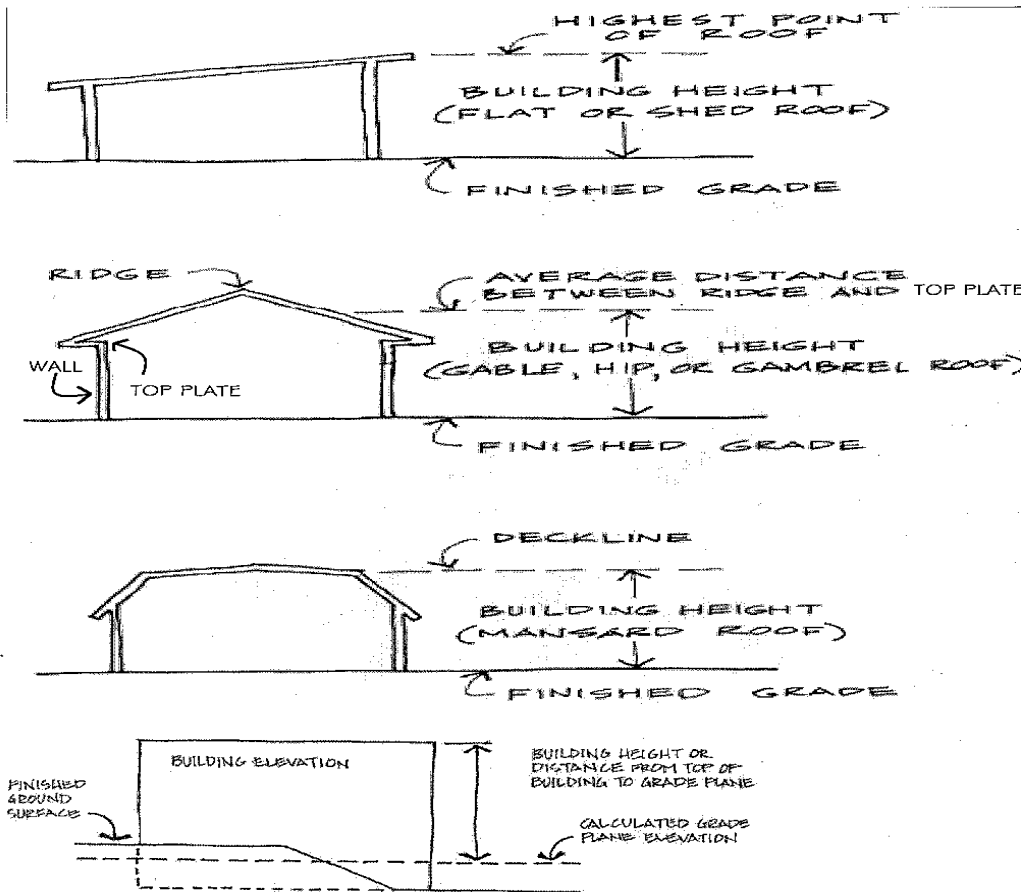 HIGHEST POINT
OF ROOF
BUILDING HEIGHT
(FLAT OR SHED ROOF)
FINISHED GRADE
RIDGE
AVERAGE DISTANCE
BETWEEN RIDGE AND TOP PLATE
WALL
TOP PLATE
BUILDING HEIGHT
(GABLE, HIP, OR GAMBREL ROOF)
FINISHED GRADE
DECKLINE
BUILDING HEIGHT
(MANSARD ROOF)
FINISHED GRADE
BUILDING ELEVATION
BUILDING HEIGHT OR
DISTANCE FROM TOP OF
BUILDING TO GRADE PLANE
FINISHED
GROUND
SURFACE
CALCULATED GRADE
PLANE ELEVATION